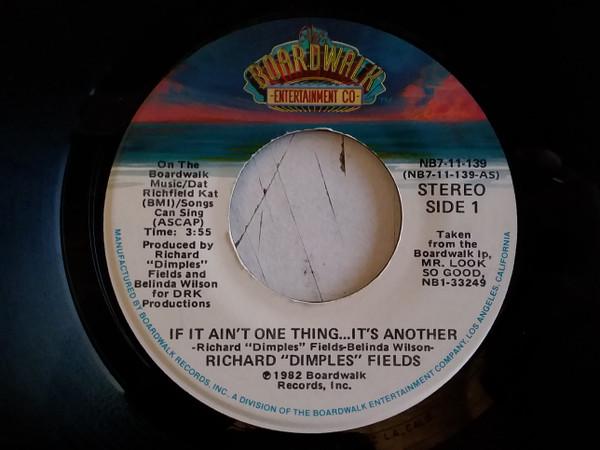 The
BOARDWALK
-ENTERTAINMENT CO-
TM
On The
Boardwalk
Music/Dat
Richfield Kat
(BMI)/Songs
Can Sing
(ASCAP)
Time: 3:55
Produced by
Richard
"Dimples"
Fields and
Belinda Wilson
for DRK
Productions
NB7-11-139
(NB7-11-139-AS)
STEREO
SIDE 1
Taken
from the
Boardwalk lp,
MR. LOOK
SO GOOD,
NB1-33249
IF IT AIN'T ONE THING...IT'S ANOTHER
-Richard "Dimples" Fields-Belinda Wilson-
RICHARD "DIMPLES" FIELDS
℗1982 Boardwalk
Records, Inc.
MANUFACTURED BY BOARDWALK RECORDS, INC. A DIVISION OF THE BOARDWALK ENTERTAINMENT COMPANY, LOS ANGELES, CALIFORNIA